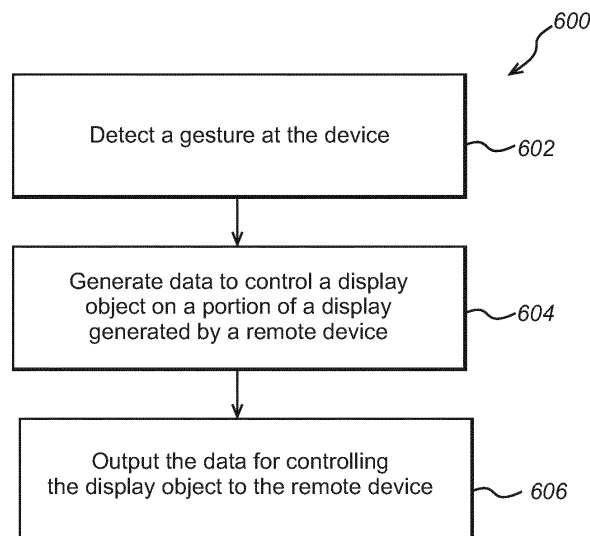 600
Detect a gesture at the device
602
Generate data to control a display
object on a portion of a display
generated by a remote device
604
Output the data for controlling
the display object to the remote device
606